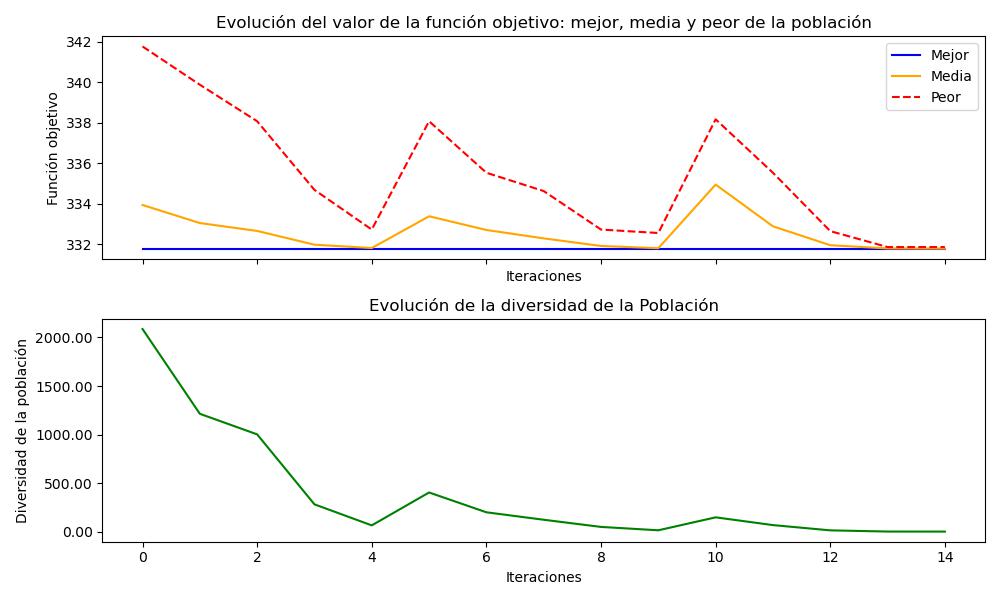 Evolución del valor de la función objetivo: mejor, media y peor de la población
342
340
338
336
334
332
Función objetivo
Mejor
Media
Peor
Iteraciones
Evolución de la diversidad de la Población
2000.00
1500.00
1000.00
500.00
0.00
Diversidad de la población
0 2 4 6 8 10 12 14
Iteraciones